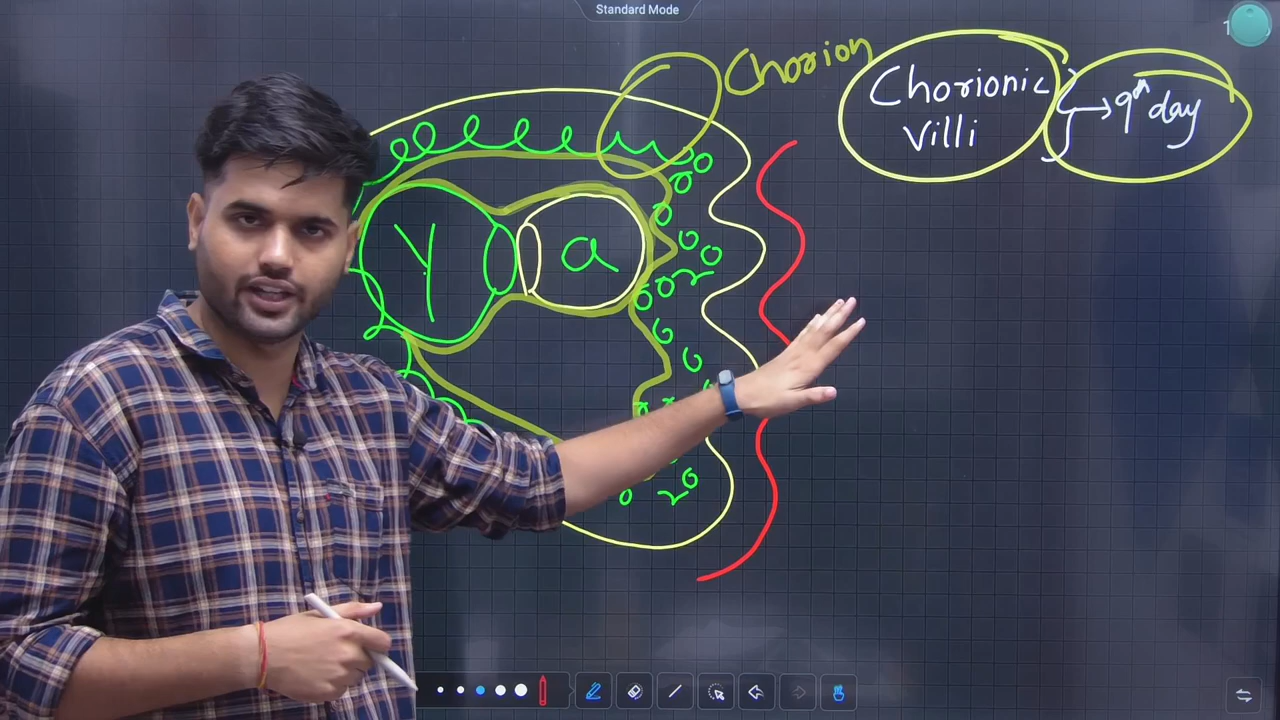 Standard Mode
Chorion
Chorionic
Villi
→ 9th day
Y
a